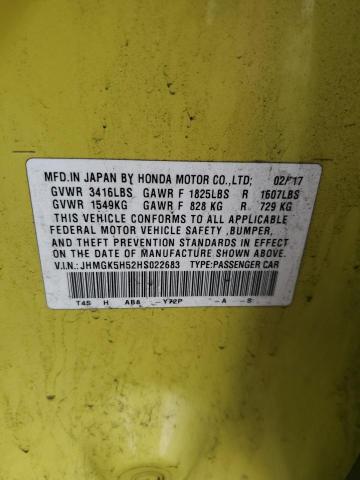 MFD.IN JAPAN BY HONDA MOTOR CO.,LTD; 02/17
GVWR 3416LBS GAWR F 1825LBS R 1607LBS
GVWR 1549KG GAWR F 828 KG R 729 KG
THIS VEHICLE CONFORMS TO ALL APPLICABLE
FEDERAL MOTOR VEHICLE SAFETY ,BUMPER,
AND THEFT PREVENTION STANDARDS IN EFFECT
ON THE DATE OF MANUFACTURE SHOWN ABOVE.
V.I.N: JHMGK5H52HS022683 TYPE:PASSENGER CAR
T4S H AB8 --Y72P --A --S